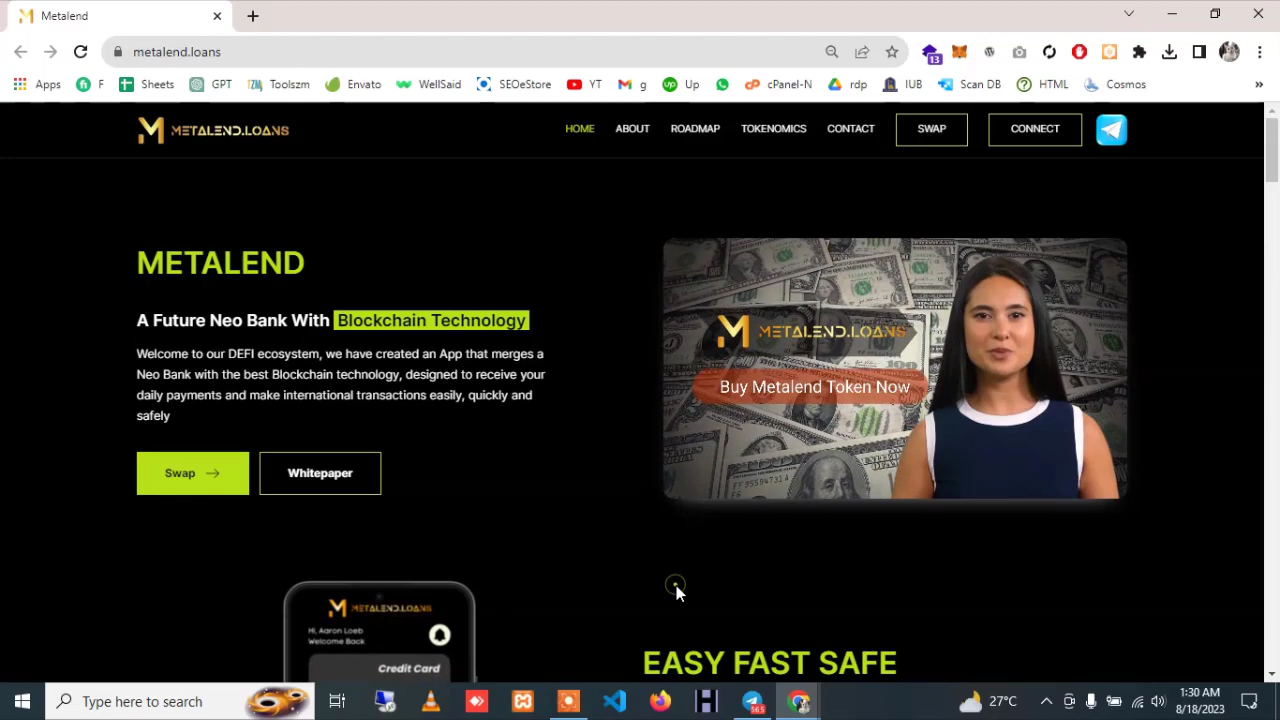 Metalend
metalend.loans
13
Apps
F
Sheets
GPT
Toolszm
Envato
WellSaid
SEOeStore
YT
g
Up
cPanel-N
rdp
IUB
Scan DB
HTML
Cosmos
»
METALEND.LOANS
HOME
ABOUT
ROADMAP
TOKENOMICS
CONTACT
SWAP
CONNECT
METALEND
A Future Neo Bank With Blockchain Technology
Welcome to our DEFI ecosystem, we have created an App that merges a
Neo Bank with the best Blockchain technology, designed to receive your
daily payments and make international transactions easily, quickly and
safely
Swap
Whitepaper
METALEND.LOANS
Buy Metalend Token Now
METALEND.LOANS
Hi, Aaron Loeb
Welcome Back
Credit Card
EASY FAST SAFE
Type here to search
565
27°C
1:30 AM
8/18/2023